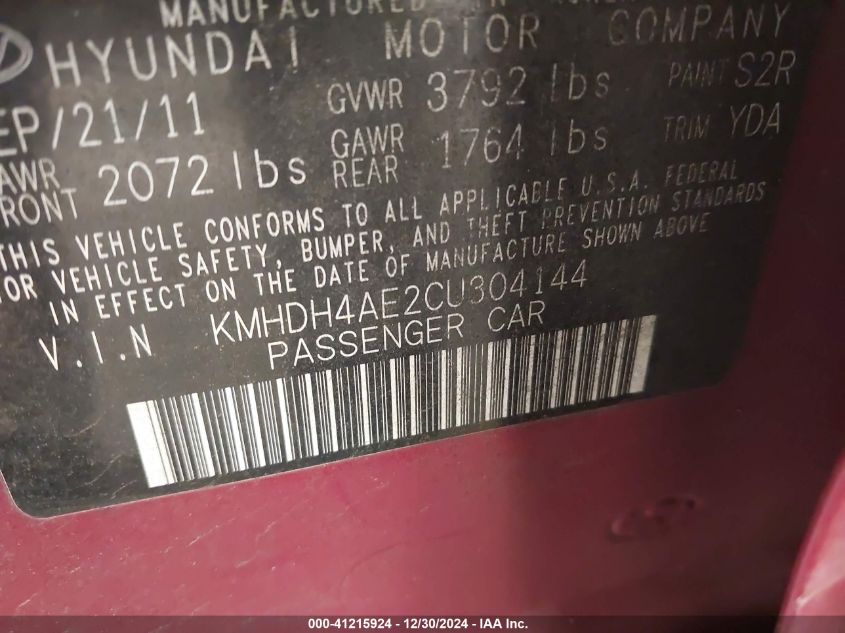 MANUFACTURED
HYUNDAI MOTOR COMPANY
EP/21/11 GVWR 3792 lbs PAINT S2R
AWR FRONT 2072 lbs GAWR REAR 1764 lbs TRIM YDA
THIS VEHICLE CONFORMS TO ALL APPLICABLE U.S.A. FEDERAL
OR VEHICLE SAFETY, BUMPER, AND THEFT PREVENTION STANDARDS
IN EFFECT ON THE DATE OF MANUFACTURE SHOWN ABOVE
V.I.N KMHDH4AE2CU304144
PASSENGER CAR
000-41215924 - 12/30/2024 - IAA Inc.